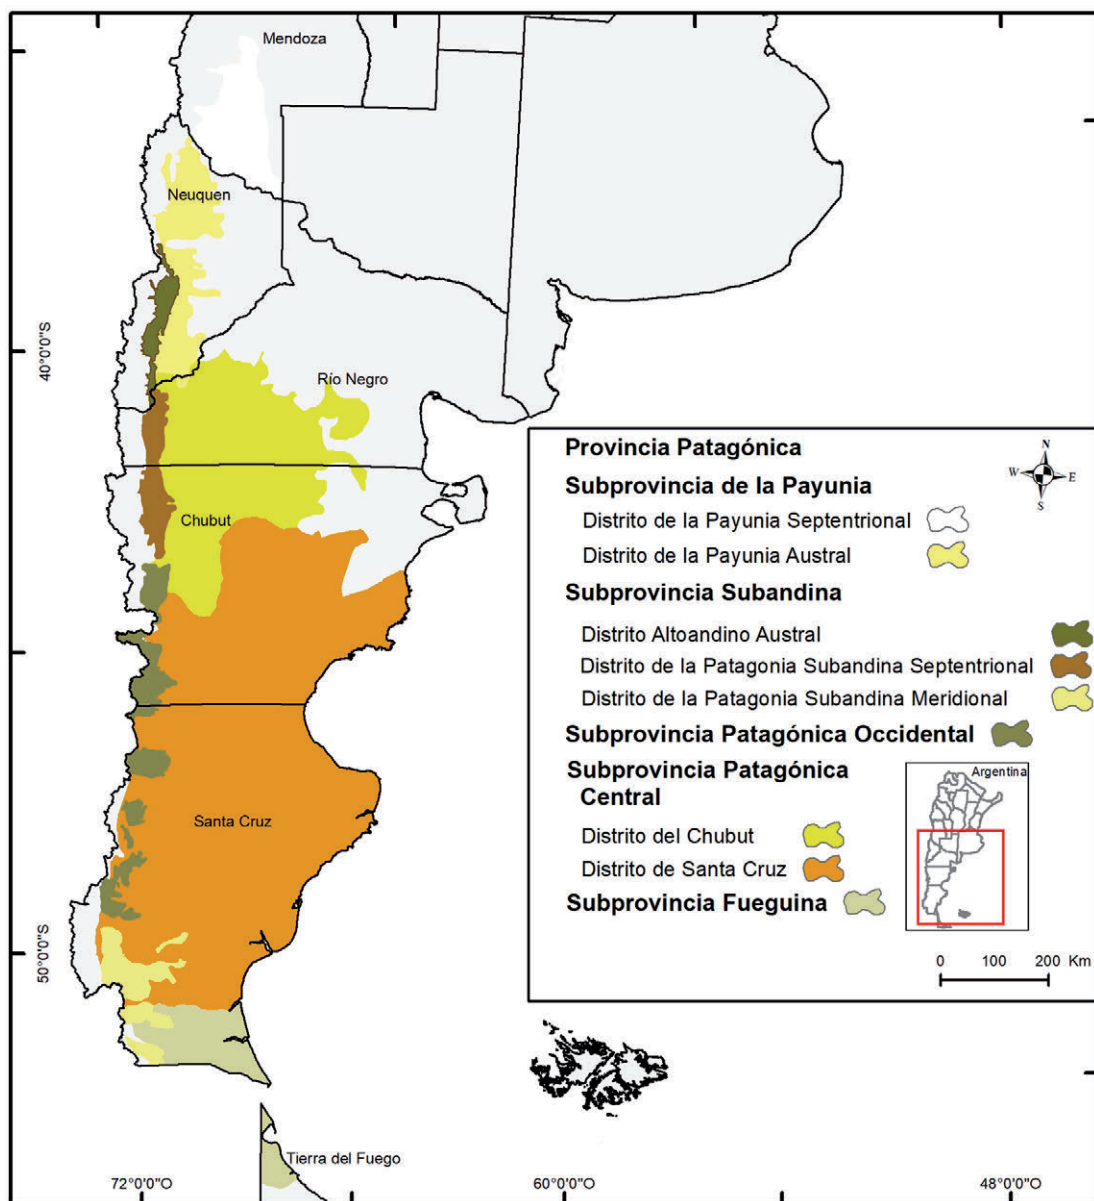 Mendoza
Neuquen
40°0'0"S
Río Negro
Chubut
Santa Cruz
50°0'0"S
Tierra del Fuego
72°0'0"O
60°0'0"O
48°0'0"O
Provincia Patagónica
N
W
E
S
Subprovincia de la Payunia
Distrito de la Payunia Septentrional
Distrito de la Payunia Austral
Subprovincia Subandina
Distrito Altoandino Austral
Distrito de la Patagonia Subandina Septentrional
Distrito de la Patagonia Subandina Meridional
Subprovincia Patagónica Occidental
Subprovincia Patagónica
Central
Distrito del Chubut
Distrito de Santa Cruz
Subprovincia Fueguina
Argentina
0 100 200 Km